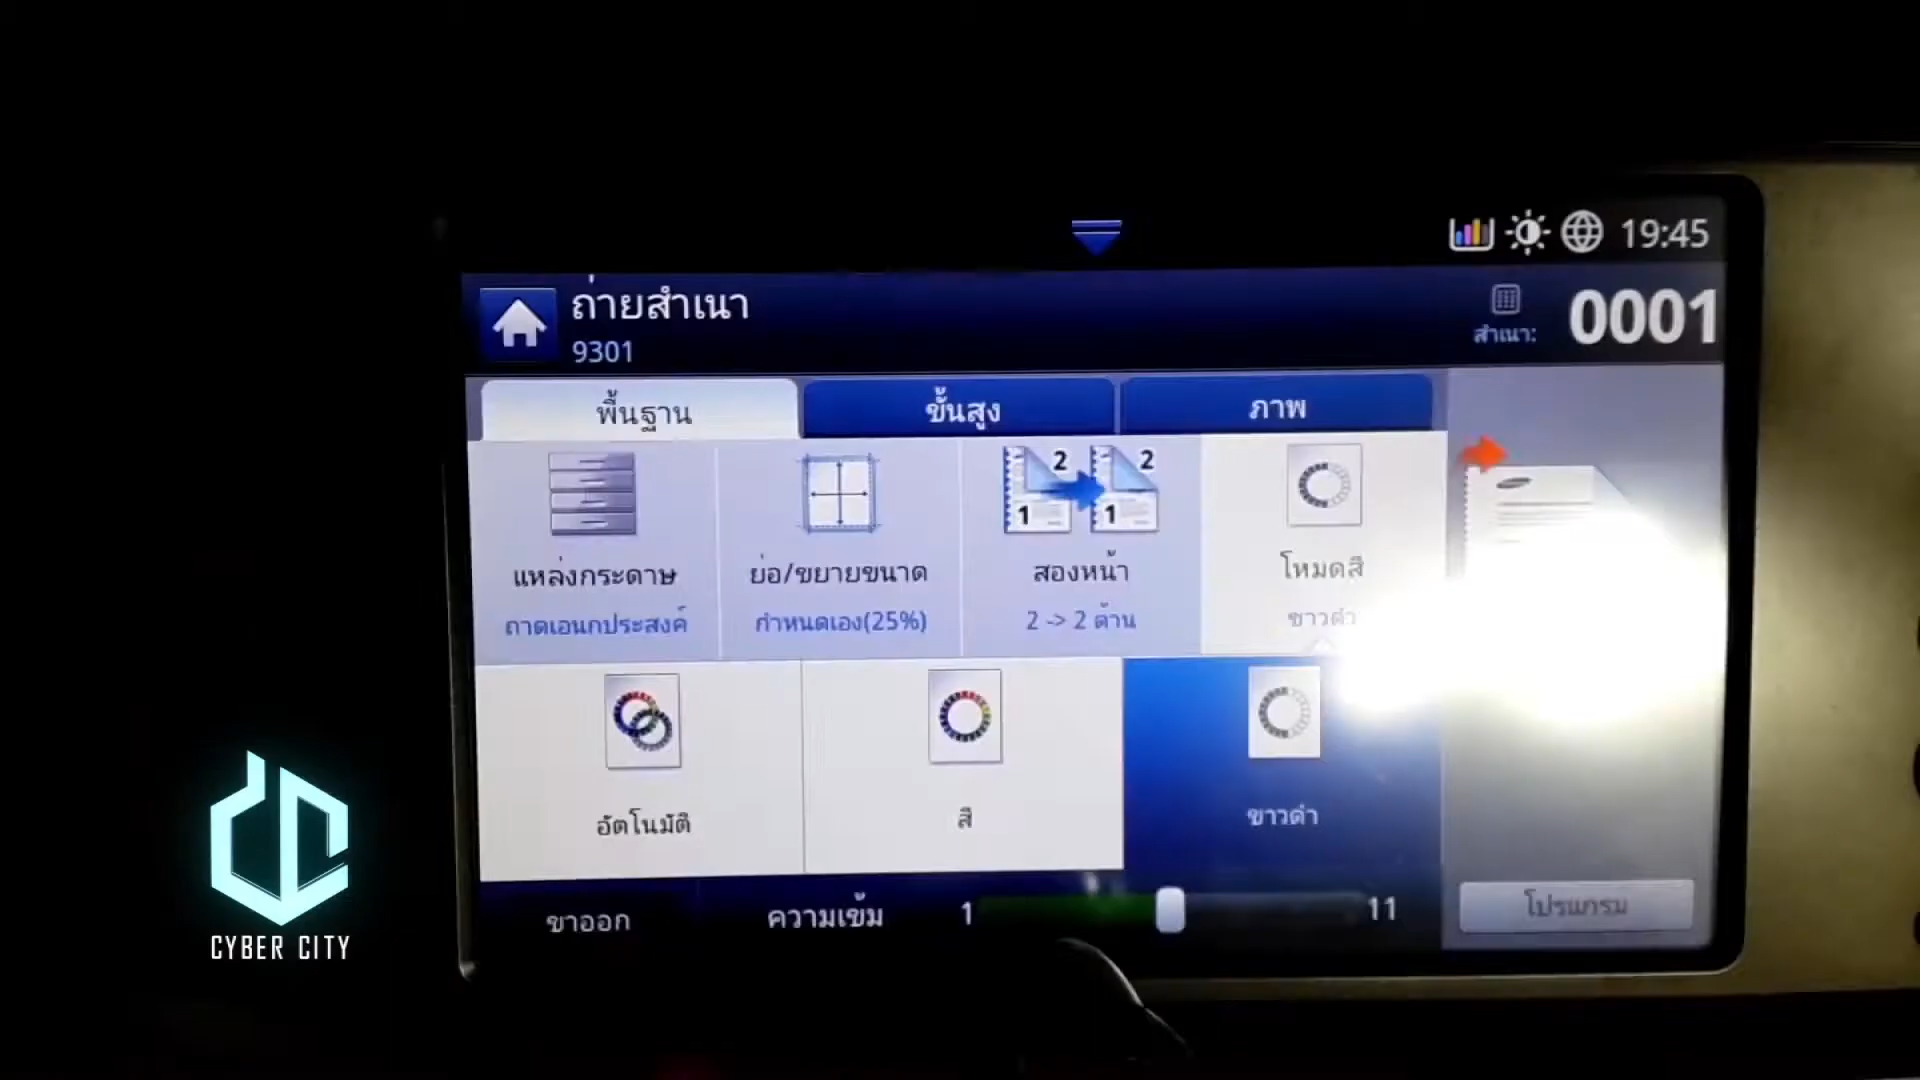 19:45
ถ่ายสำเนา
9301
สำเนา:
0001
พื้นฐาน
ขั้นสูง
ภาพ
2
2
1
1
แหล่งกระดาษ
ย่อ/ขยายขนาด
สองหน้า
โหมดสี
ถาดเอนกประสงค์
กำหนดเอง(25%)
2 -> 2 ด้าน
ขาวดำ
อัตโนมัติ
สี
ขาวดำ
ขาออก
ความเข้ม
1
11
โปรแกรม
CYBER CITY